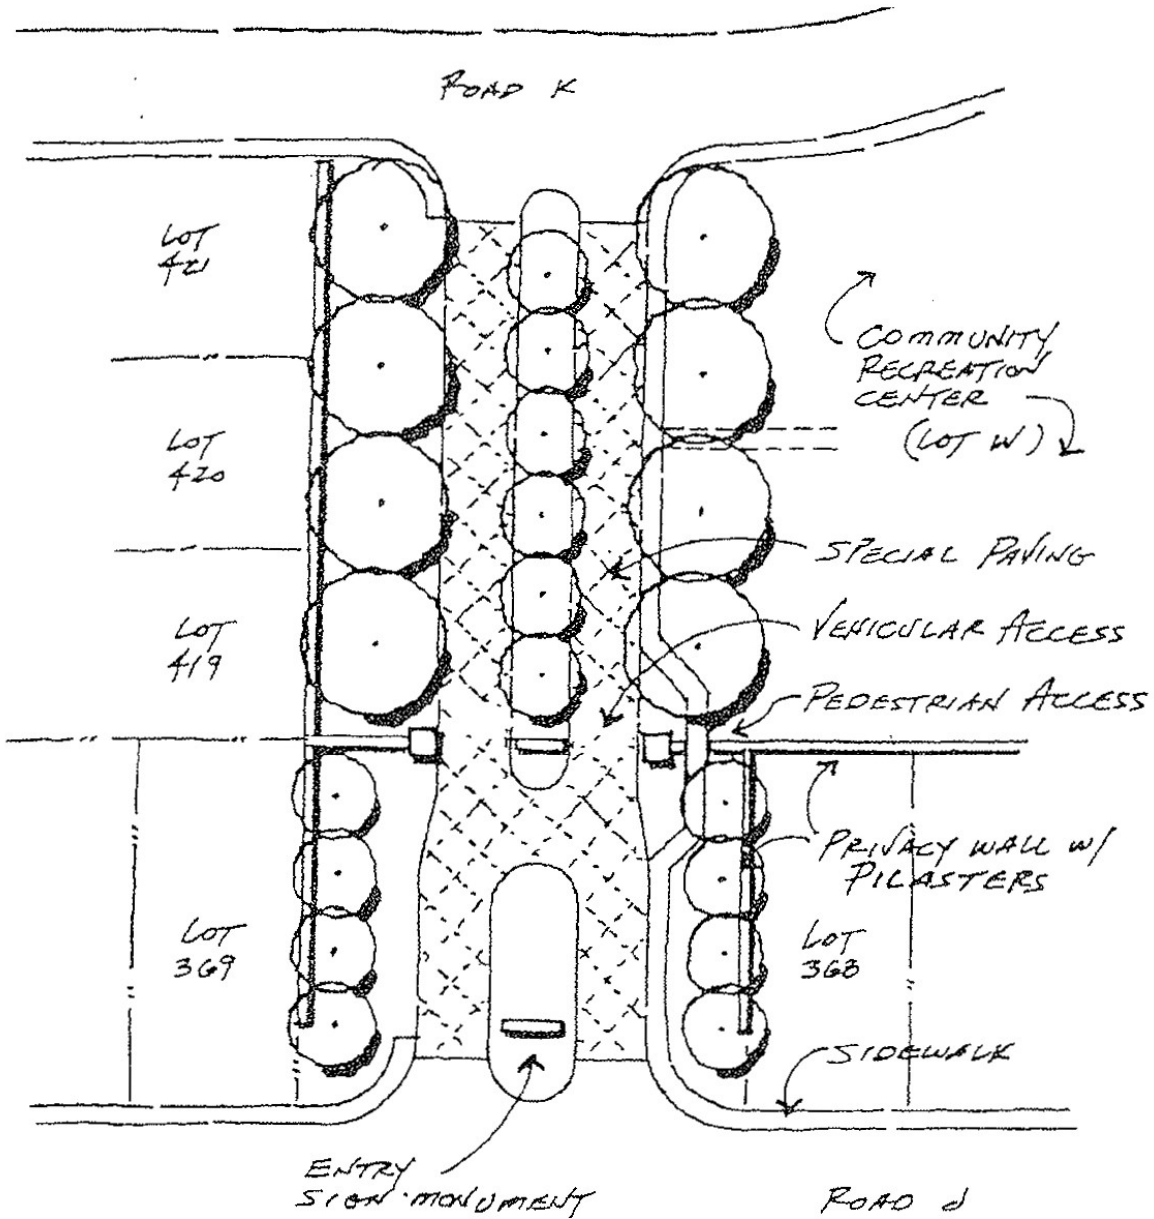 ROAD K
LOT
421
COMMUNITY
RECREATION
CENTER
(LOT W)
LOT
420
SPECIAL PAVING
VEHICULAR ACCESS
LOT
419
PEDESTRIAN ACCESS
PRIVACY WALL W/
PILASTERS
LOT
369
LOT
368
SIDEWALK
ENTRY
SIGN MONUMENT
ROAD J